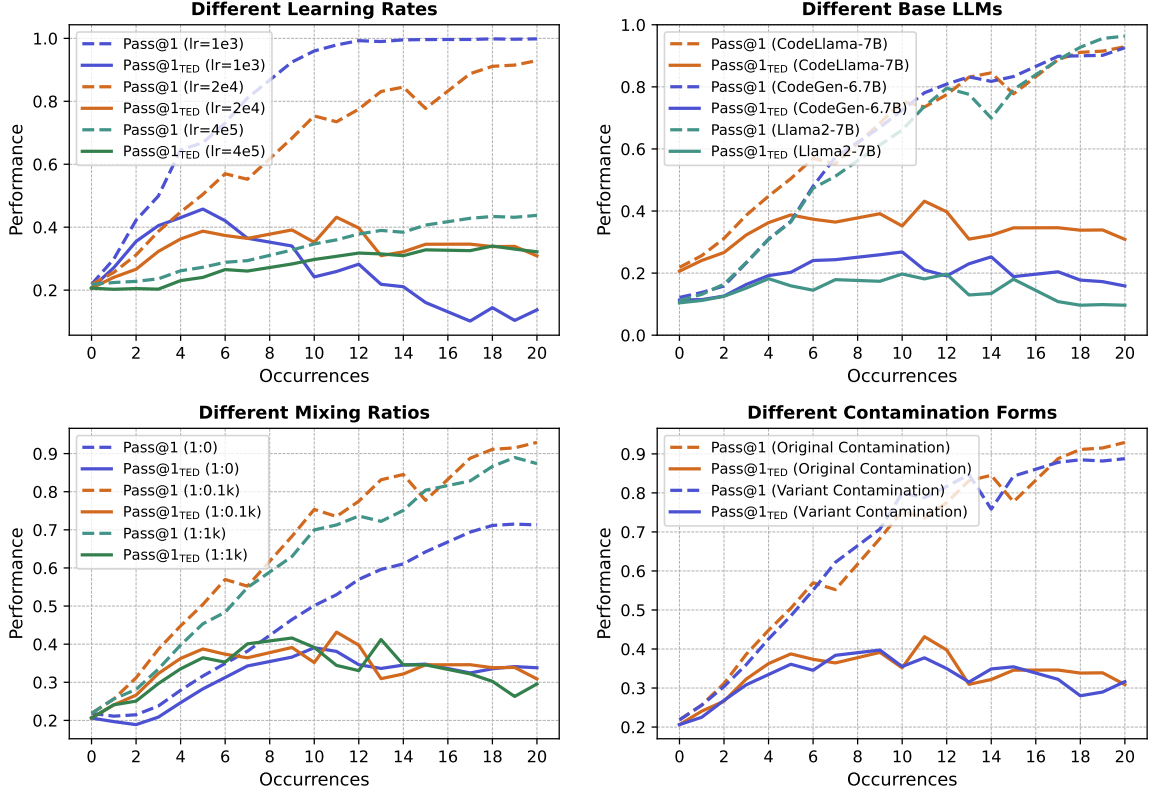 Different Learning Rates
Performance
1.0
0.8
0.6
0.4
0.2
Pass@1 (lr=1e3)
Pass@1TED (lr=1e3)
Pass@1 (lr=2e4)
Pass@1TED (lr=2e4)
Pass@1 (lr=4e5)
Pass@1TED (lr=4e5)
0 2 4 6 8 10 12 14 16 18 20
Occurrences
Different Base LLMs
Performance
1.0
0.8
0.6
0.4
0.2
0.0
Pass@1 (CodeLlama-7B)
Pass@1TED (CodeLlama-7B)
Pass@1 (CodeGen-6.7B)
Pass@1TED (CodeGen-6.7B)
Pass@1 (Llama2-7B)
Pass@1TED (Llama2-7B)
0 2 4 6 8 10 12 14 16 18 20
Occurrences
Different Mixing Ratios
Performance
0.9
0.8
0.7
0.6
0.5
0.4
0.3
0.2
Pass@1 (1:0)
Pass@1TED (1:0)
Pass@1 (1:0.1k)
Pass@1TED (1:0.1k)
Pass@1 (1:1k)
Pass@1TED (1:1k)
0 2 4 6 8 10 12 14 16 18 20
Occurrences
Different Contamination Forms
Performance
0.9
0.8
0.7
0.6
0.5
0.4
0.3
0.2
Pass@1 (Original Contamination)
Pass@1TED (Original Contamination)
Pass@1 (Variant Contamination)
Pass@1TED (Variant Contamination)
0 2 4 6 8 10 12 14 16 18 20
Occurrences